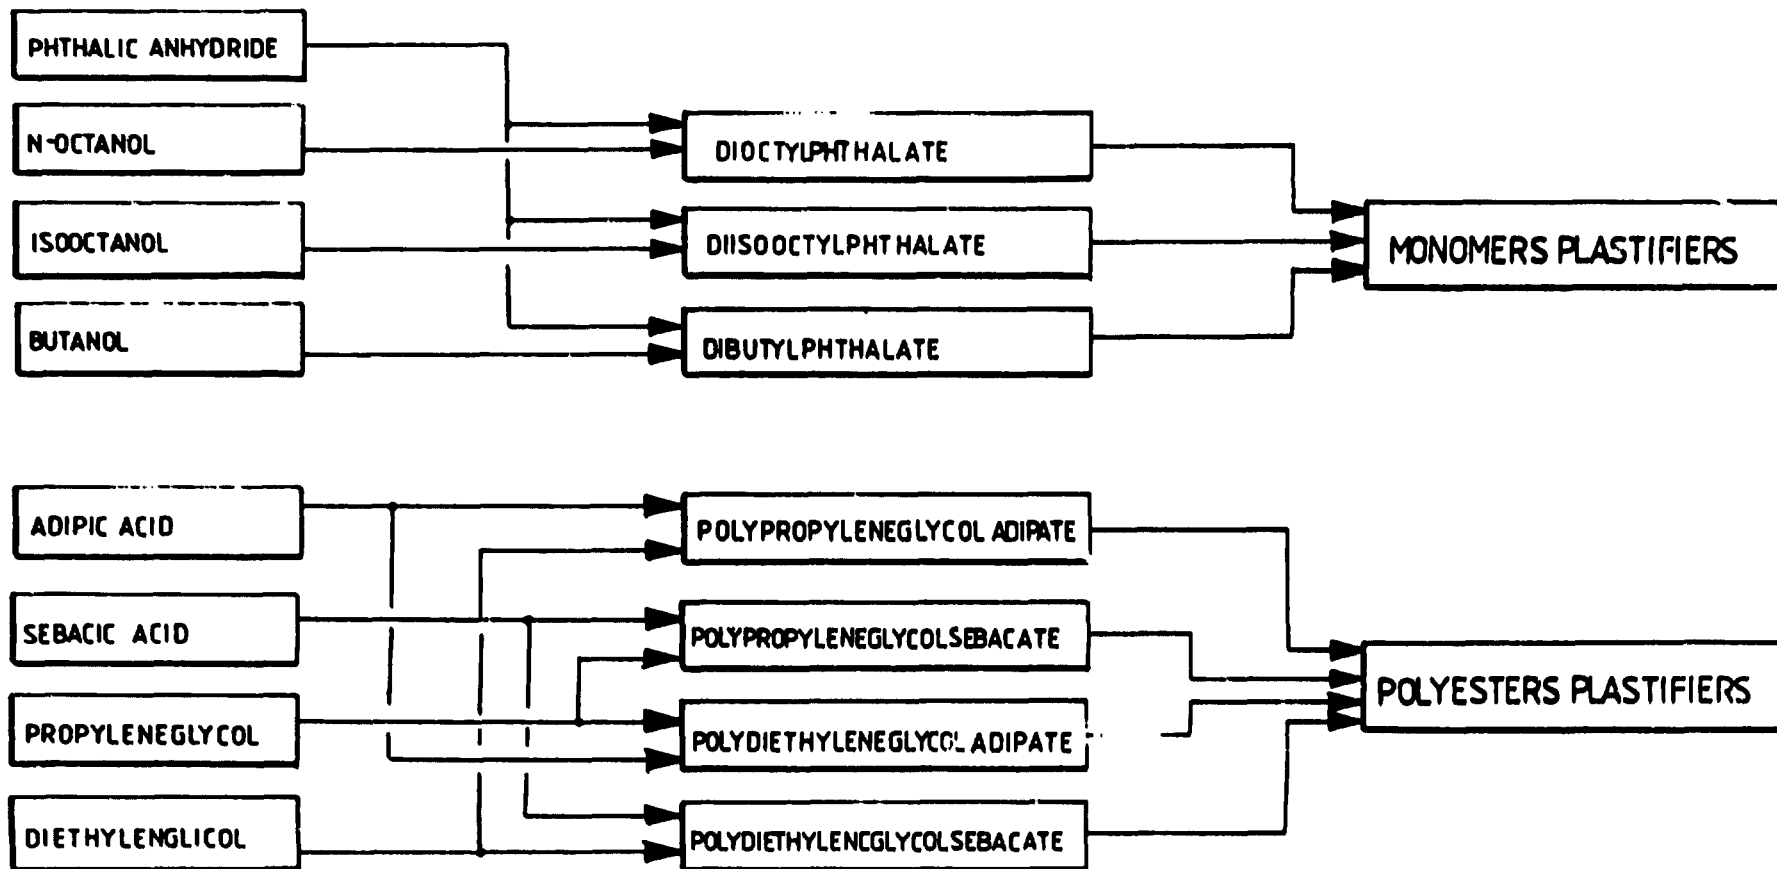 PHTHALIC ANHYDRIDE
N-OCTANOL
DIOCTYLPHTHALATE
ISOOCTANOL
DIISOOCTYLPHTHALATE
MONOMERS PLASTIFIERS
BUTANOL
DIBUTYLPHTHALATE
ADIPIC ACID
POLYPROPYLENEGLYCOL ADIPATE
SEBACIC ACID
POLYPROPYLENEGLYCOLSEBACATE
POLYESTERS PLASTIFIERS
PROPYLENEGLYCOL
POLYDIETHYLENEGLYCOL ADIPATE
DIETHYLENGLICOL
POLYDIETHYLENCGLYCOLSEBACATE